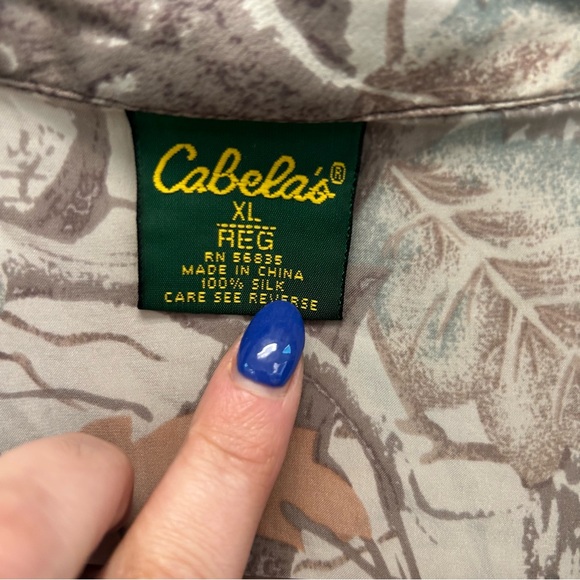 Cabela's®
XL
REG
RN 56835
MADE IN CHINA
100% SILK
CARE SEE REVERSE